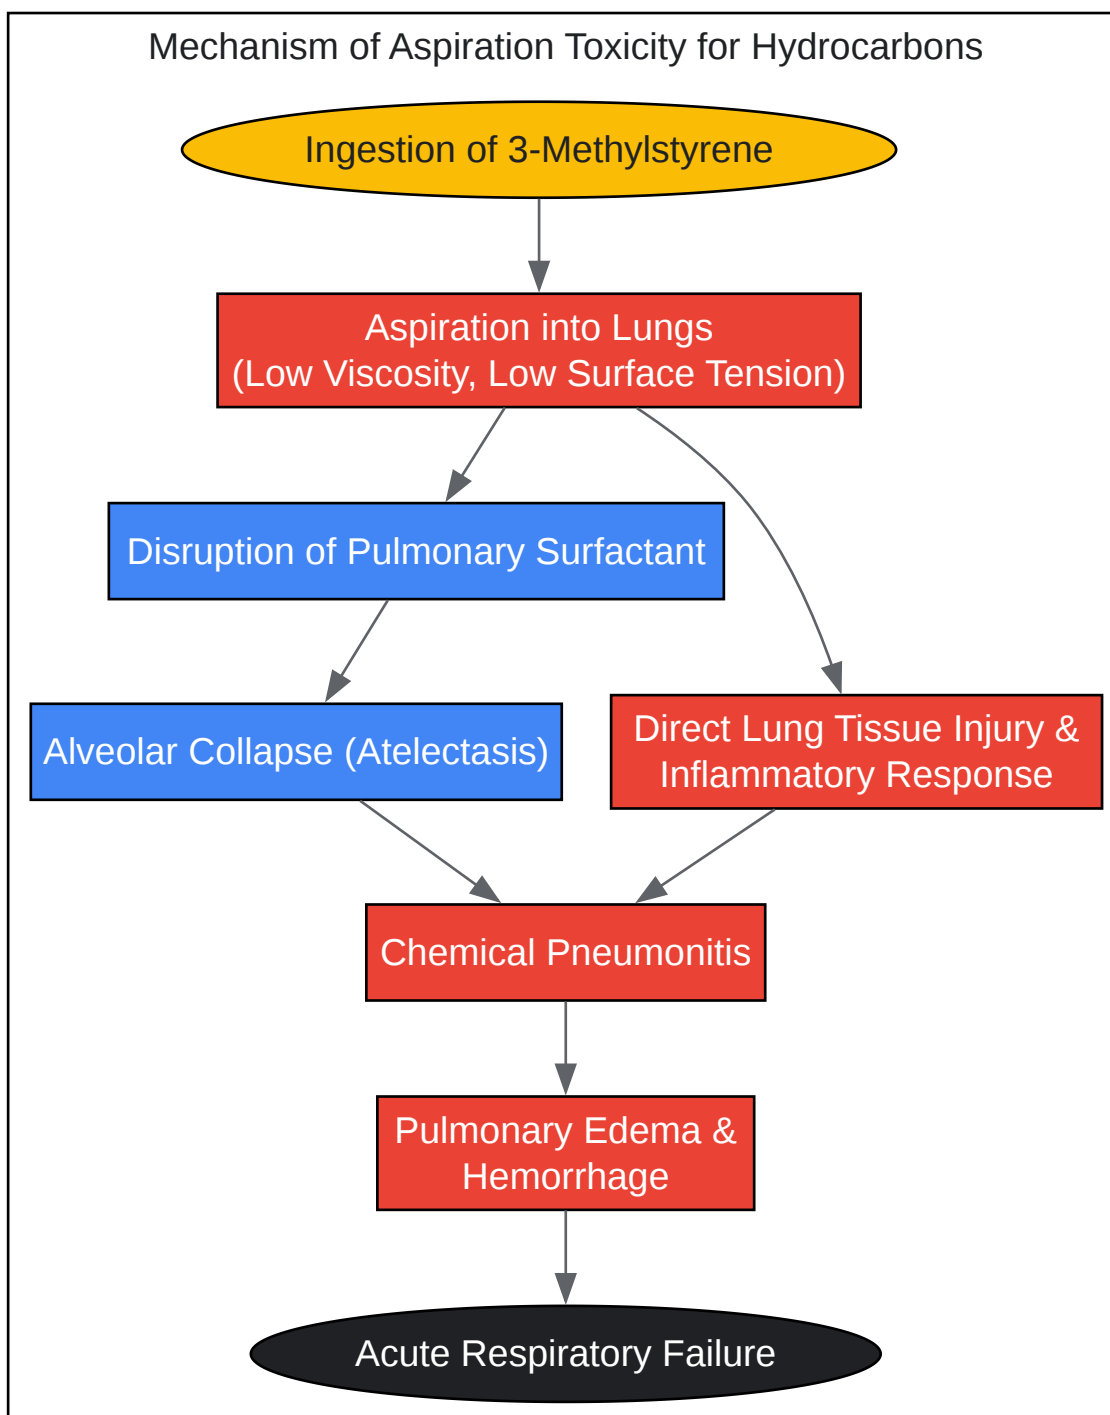 Mechanism of Aspiration Toxicity for Hydrocarbons
Ingestion of 3-Methylstyrene
Aspiration into Lungs
(Low Viscosity, Low Surface Tension)
Disruption of Pulmonary Surfactant
Alveolar Collapse (Atelectasis)
Direct Lung Tissue Injury &
Inflammatory Response
Chemical Pneumonitis
Pulmonary Edema &
Hemorrhage
Acute Respiratory Failure